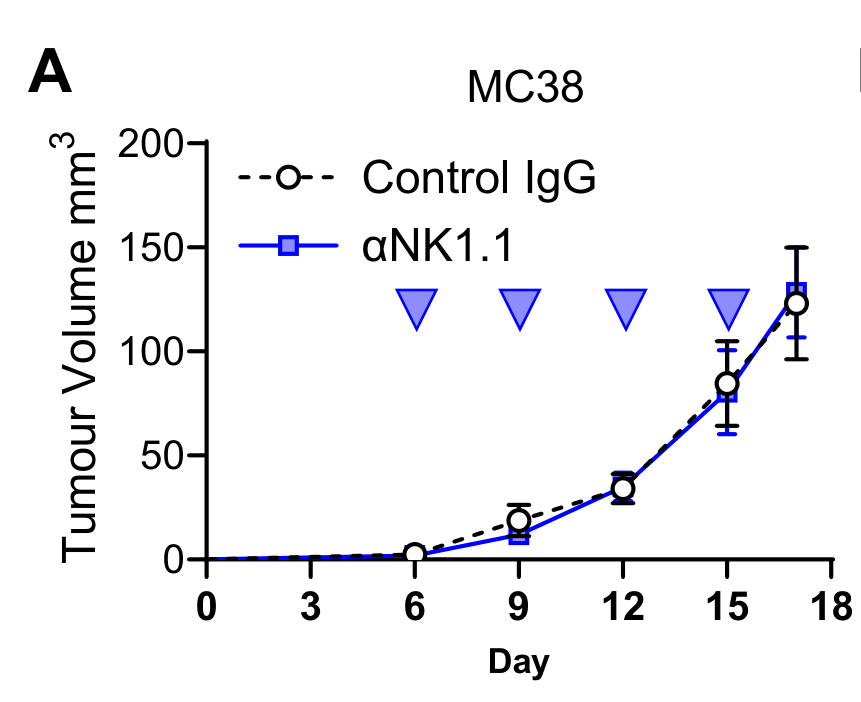 A
MC38
Tumour Volume mm³
200
150
100
50
0
Control IgG
αNK1.1
0 3 6 9 12 15 18
Day